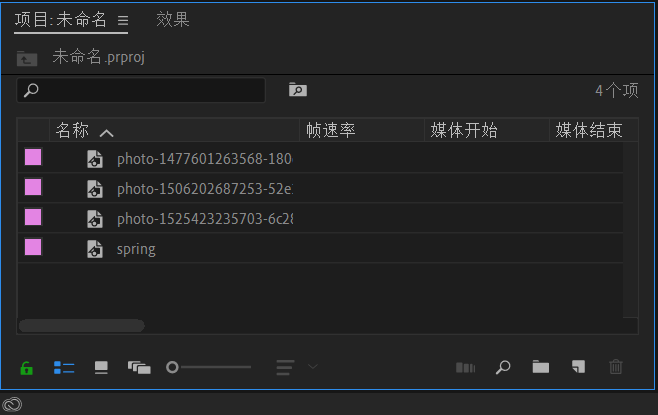 项目: 未命名 效果
未命名.prproj
4 个项
名称 帧速率 媒体开始 媒体结束
photo-1477601263568-180
photo-1506202687253-52e
photo-1525423235703-6c28
spring